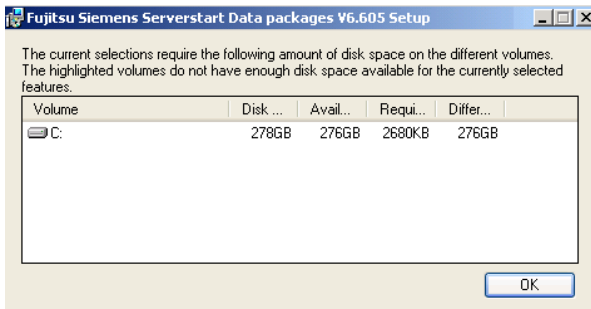 Fujitsu Siemens Serverstart Data packages V6.605 Setup
The current selections require the following amount of disk space on the different volumes.
The highlighted volumes do not have enough disk space available for the currently selected
features.
Volume Disk ... Avail... Requi... Differ...
C: 278GB 276GB 2680KB 276GB
OK